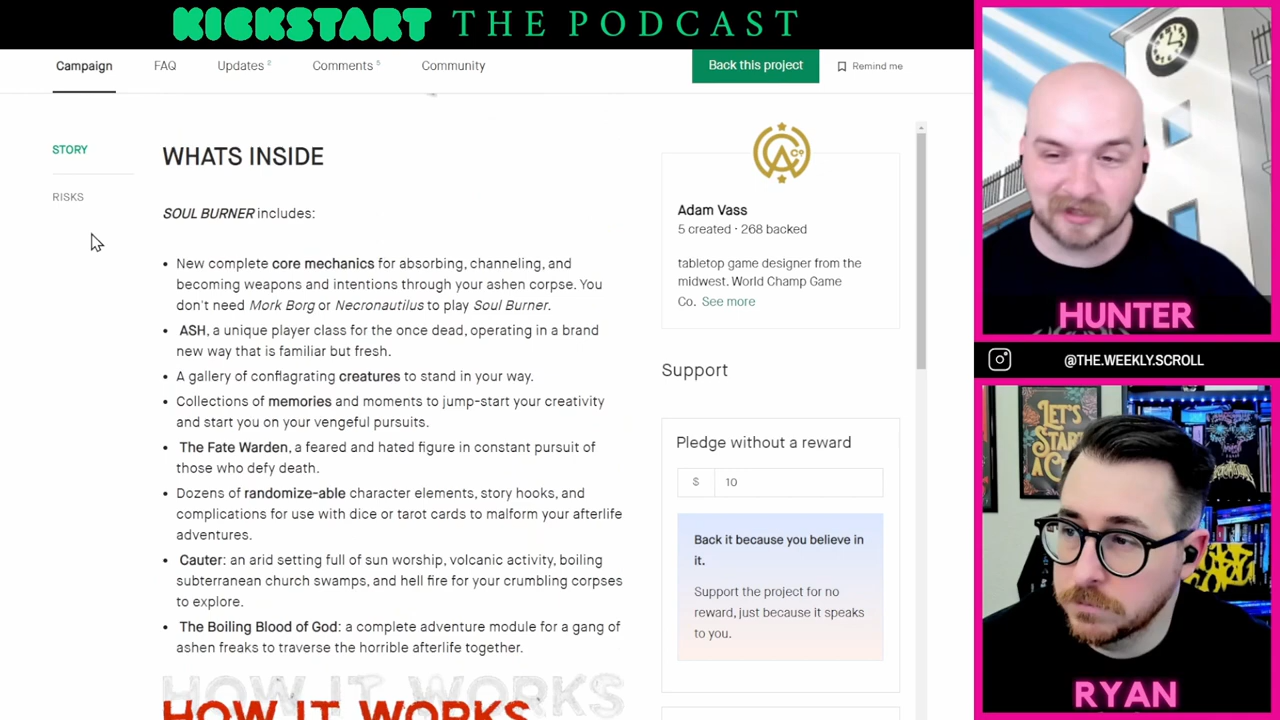 KICKSTART THE PODCAST
Campaign FAQ Updates 2 Comments 5 Community Back this project Remind me
STORY
RISKS
WHATS INSIDE
SOUL BURNER includes:
• New complete core mechanics for absorbing, channeling, and
becoming weapons and intentions through your ashen corpse. You
don't need Mork Borg or Necronautilus to play Soul Burner.
• ASH, a unique player class for the once dead, operating in a brand
new way that is familiar but fresh.
• A gallery of conflagrating creatures to stand in your way.
• Collections of memories and moments to jump-start your creativity
and start you on your vengeful pursuits.
• The Fate Warden, a feared and hated figure in constant pursuit of
those who defy death.
• Dozens of randomize-able character elements, story hooks, and
complications for use with dice or tarot cards to malform your afterlife
adventures.
• Cauter: an arid setting full of sun worship, volcanic activity, boiling
subterranean church swamps, and hell fire for your crumbling corpses
to explore.
• The Boiling Blood of God: a complete adventure module for a gang of
ashen freaks to traverse the horrible afterlife together.
HOW IT WORKS
HOW IT WORKS
Adam Vass
5 created · 268 backed
tabletop game designer from the
midwest. World Champ Game
Co. See more
Support
Pledge without a reward
$ 10
Back it because you believe in
it.
Support the project for no
reward, just because it speaks
to you.
HUNTER
@THE.WEEKLY.SCROLL
LET'S
START
A
RYAN